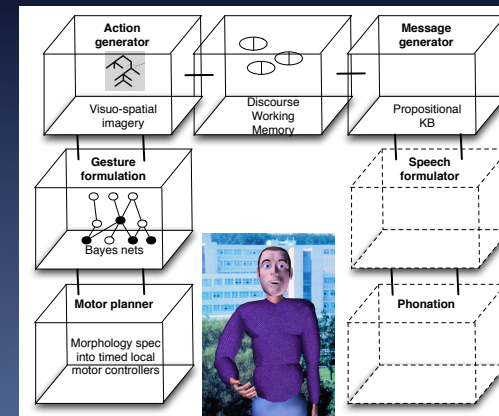 Action
generator
Visuo-spatial
imagery
Discourse
Working
Memory
Message
generator
Propositional
KB
Gesture
formulation
Bayes nets
Speech
formulator
Motor planner
Morphology spec
into timed local
motor controllers
Phonation